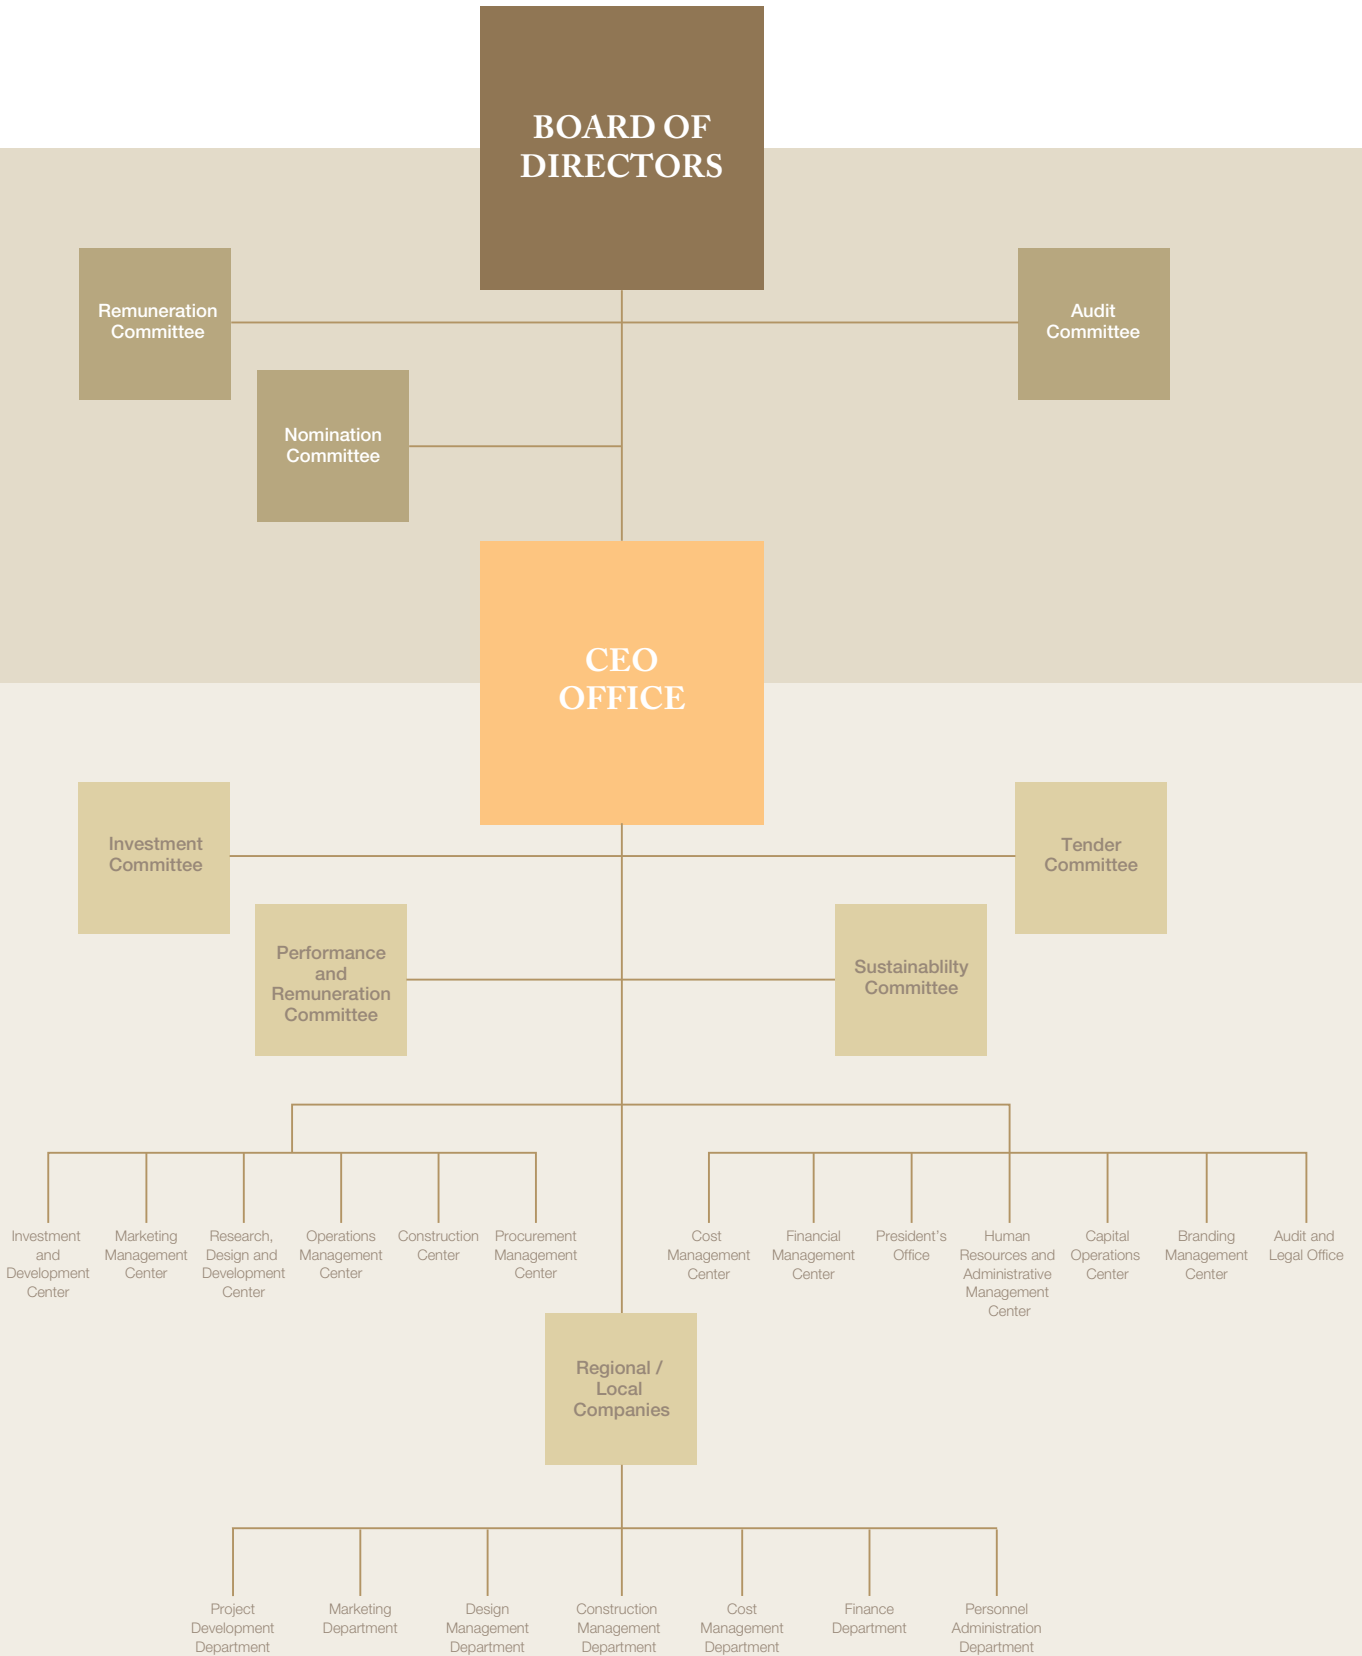 BOARD OF
DIRECTORS
Remuneration
Committee
Audit
Committee
Nomination
Committee
CEO
OFFICE
Investment
Committee
Tender
Committee
Performance
and
Remuneration
Committee
Sustainablilty
Committee
Investment
and
Development
Center
Marketing
Management
Center
Research,
Design and
Development
Center
Operations
Management
Center
Construction
Center
Procurement
Management
Center
Cost
Management
Center
Financial
Management
Center
President's
Office
Human
Resources and
Administrative
Management
Center
Capital
Operations
Center
Branding
Management
Center
Audit and
Legal Office
Regional /
Local
Companies
Project
Development
Department
Marketing
Department
Design
Management
Department
Construction
Management
Department
Cost
Management
Department
Finance
Department
Personnel
Administration
Department